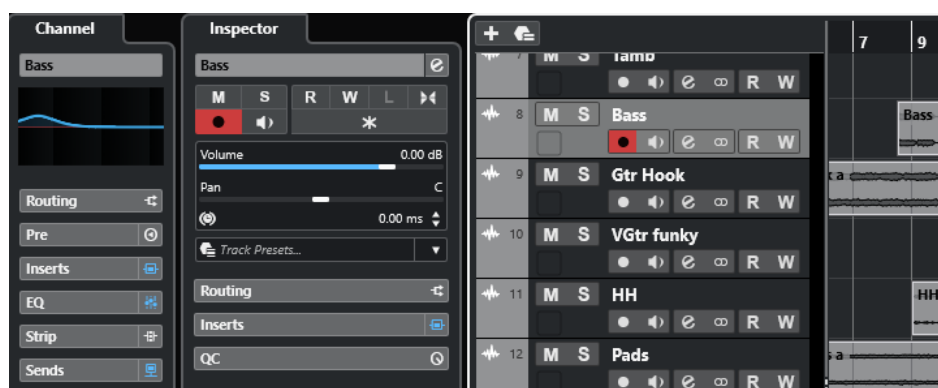 Channel
Bass
Routing
Pre
Inserts
EQ
Strip
Sends
Inspector
Bass
M S R W L
Volume 0.00 dB
Pan C
0.00 ms
Track Presets...
Routing
Inserts
QC
7 9
7 M S Tamb
R W
8 M S Bass
R W
Bass
9 M S Gtr Hook
R W
10 M S VGtr funky
R W
11 M S HH
R W
HH
12 M S Pads
R W